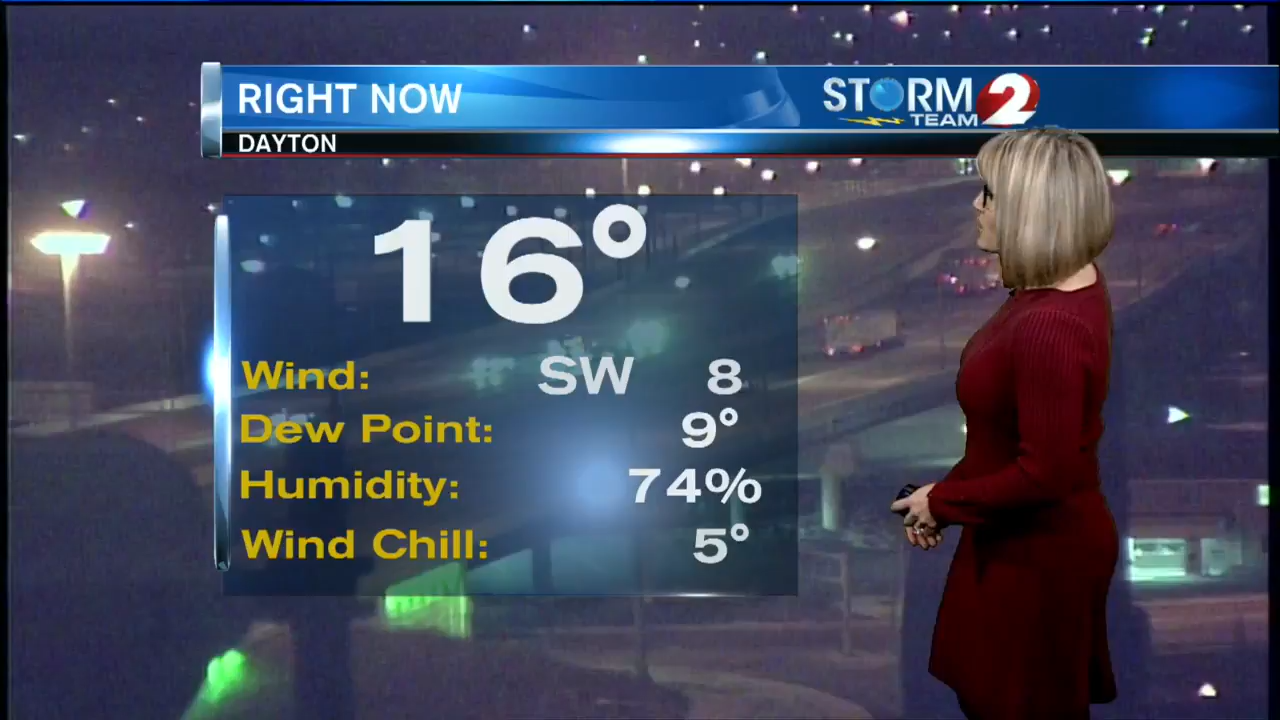 RIGHT NOW
STORM TEAM 2
DAYTON
16°
Wind: SW 8
Dew Point: 9°
Humidity: 74%
Wind Chill: 5°